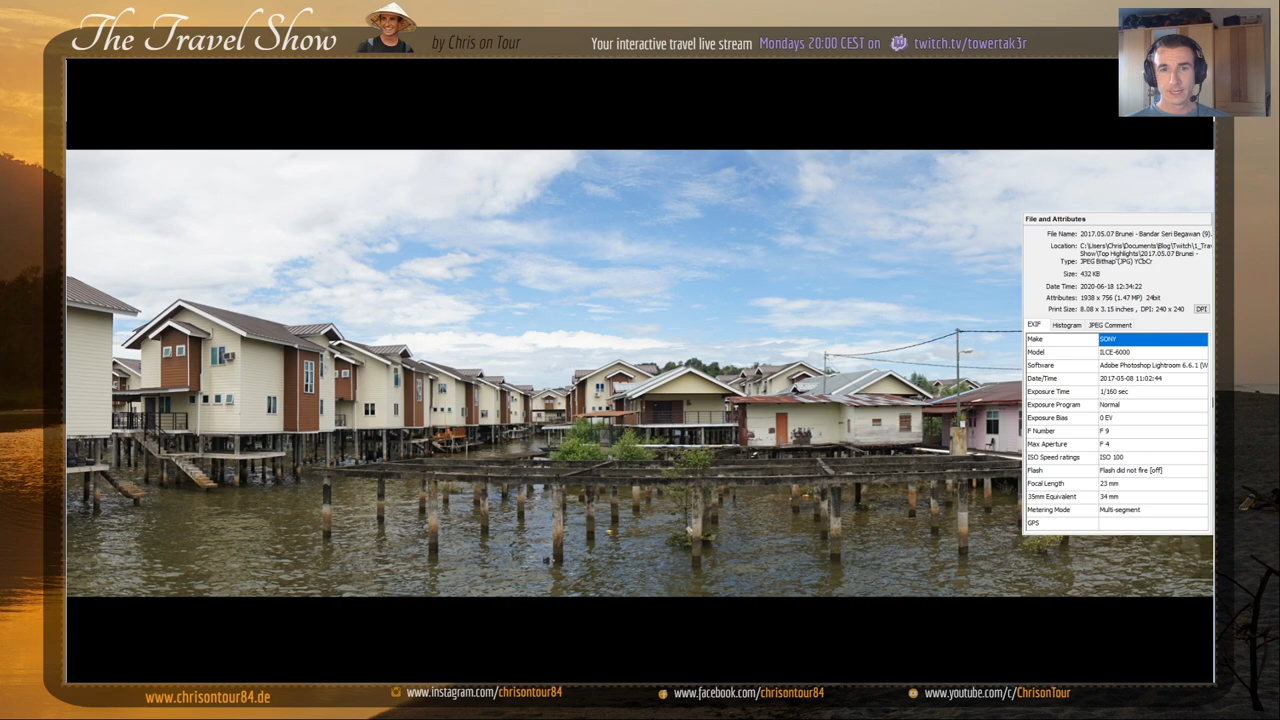 The Travel Show
by Chris on Tour
Your interactive travel live stream Mondays 20:00 CEST on twitch.tv/towertak3r
File and Attributes
File Name: 2017.05.07 Brunei - Bandar Seri Begawan (9).
Location: C:\Users\Chris\Documents\Blog\Twitch\1_Trav
Show\Top Highlights\2017.05.07 Brunei -
Type: JPEG Bitmap (JPG) YCbCr
Size: 432 KB
Date Time: 2020-06-18 12:34:22
Attributes: 1938 x 756 (1.47 MP) 24bit
Print Size: 8.08 x 3.15 inches , DPI: 240 x 240 DPI
EXIF Histogram JPEG Comment
Make SONY
Model ILCE-6000
Software Adobe Photoshop Lightroom 6.6.1 (W
Date/Time 2017-05-08 11:02:44
Exposure Time 1/160 sec
Exposure Program Normal
Exposure Bias 0 EV
F Number F 9
Max Aperture F 4
ISO Speed ratings ISO 100
Flash Flash did not fire [off]
Focal Length 23 mm
35mm Equivalent 34 mm
Metering Mode Multi-segment
GPS
www.chrisontour84.de
www.instagram.com/chrisontour84
www.facebook.com/chrisontour84
www.youtube.com/c/ChrisonTour